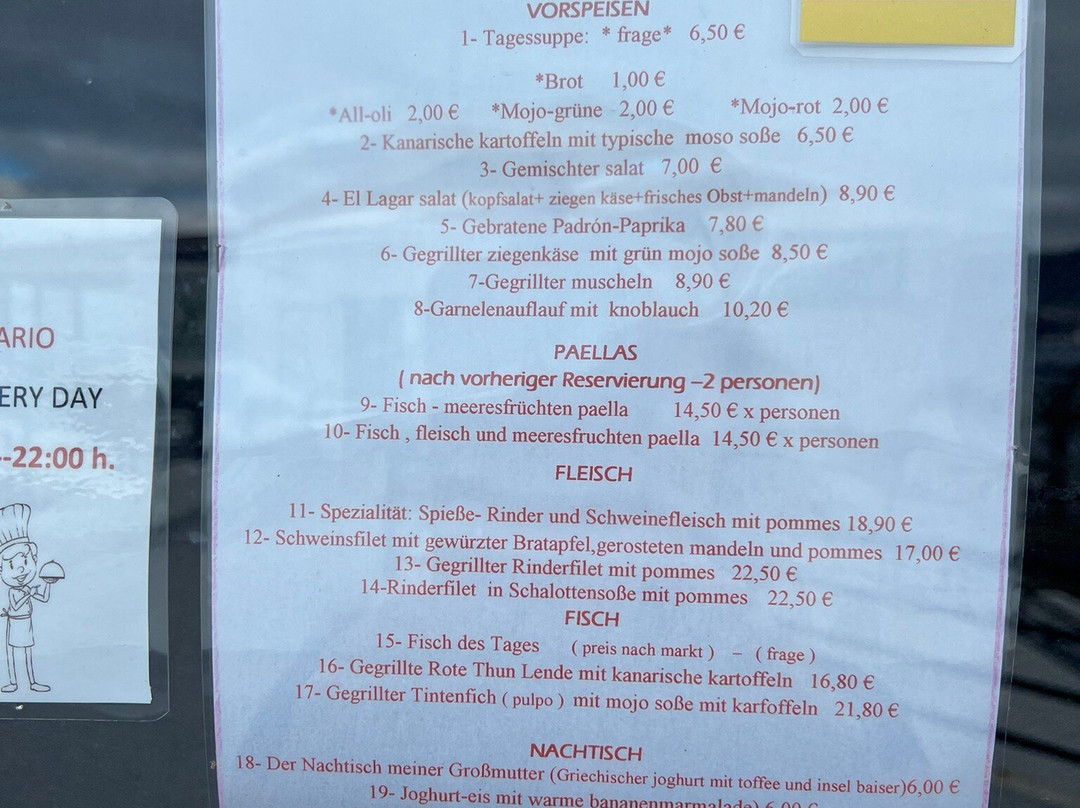 VORSPEISEN
1- Tagessuppe: * frage* 6,50 €
*Brot 1,00 €
*All-oli 2,00 € *Mojo-grüne 2,00 € *Mojo-rot 2,00 €
2- Kanarische kartoffeln mit typische moso soße 6,50 €
3- Gemischter salat 7,00 €
4- El Lagar salat (kopfsalat+ ziegen käse+frisches Obst+mandeln) 8,90 €
5- Gebratene Padrón-Paprika 7,80 €
6- Gegrillter ziegenkäse mit grün mojo soße 8,50 €
7-Gegrillter muscheln 8,90 €
8-Garnelenauflauf mit knoblauch 10,20 €
PAELLAS
( nach vorheriger Reservierung –2 personen)
9- Fisch - meeresfrüchten paella 14,50 € x personen
10- Fisch , fleisch und meeresfruchten paella 14,50 € x personen
FLEISCH
11- Spezialität: Spieße- Rinder und Schweinefleisch mit pommes 18,90 €
12- Schweinsfilet mit gewürzter Bratapfel,gerosteten mandeln und pommes 17,00 €
13- Gegrillter Rinderfilet mit pommes 22,50 €
14-Rinderfilet in Schalottensoße mit pommes 22,50 €
FISCH
15- Fisch des Tages ( preis nach markt ) – ( frage )
16- Gegrillte Rote Thun Lende mit kanarische kartoffeln 16,80 €
17- Gegrillter Tintenfich ( pulpo ) mit mojo soße mit karfoffeln 21,80 €
NACHTISCH
18- Der Nachtisch meiner Großmutter (Griechischer joghurt mit toffee und insel baiser)6,00 €
19- Joghurt-eis mit warme bananenmarmalade) 6,00 €
ARIO
ERY DAY
--22:00 h.